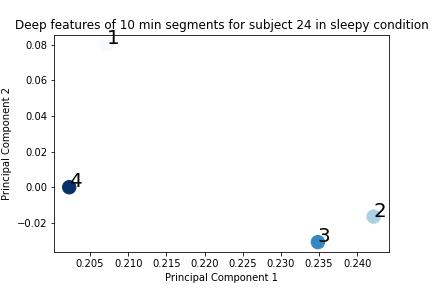 Deep features of 10 min segments for subject 24 in sleepy condition
1
0.08
0.06
0.04
0.02
0.00
−0.02
Principal Component 2
4
2
3
0.205 0.210 0.215 0.220 0.225 0.230 0.235 0.240
Principal Component 1